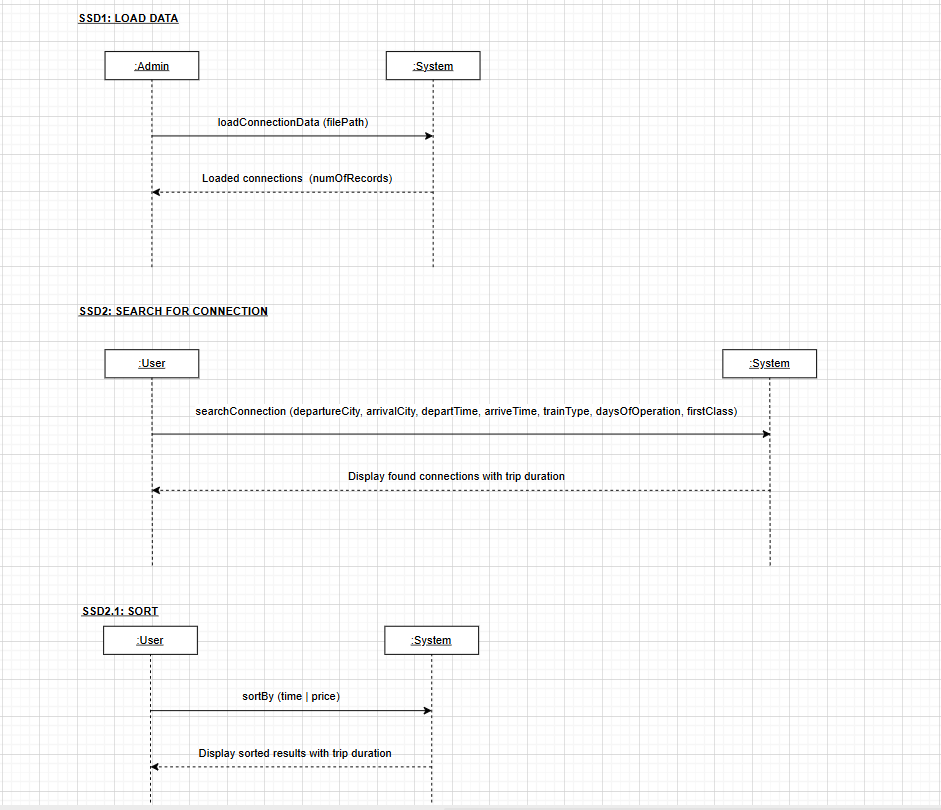 SSD1: LOAD DATA
:Admin
:System
loadConnectionData (filePath)
Loaded connections (numOfRecords)
SSD2: SEARCH FOR CONNECTION
:User
:System
searchConnection (departureCity, arrivalCity, departTime, arriveTime, trainType, daysOfOperation, firstClass)
Display found connections with trip duration
SSD2.1: SORT
:User
:System
sortBy (time | price)
Display sorted results with trip duration